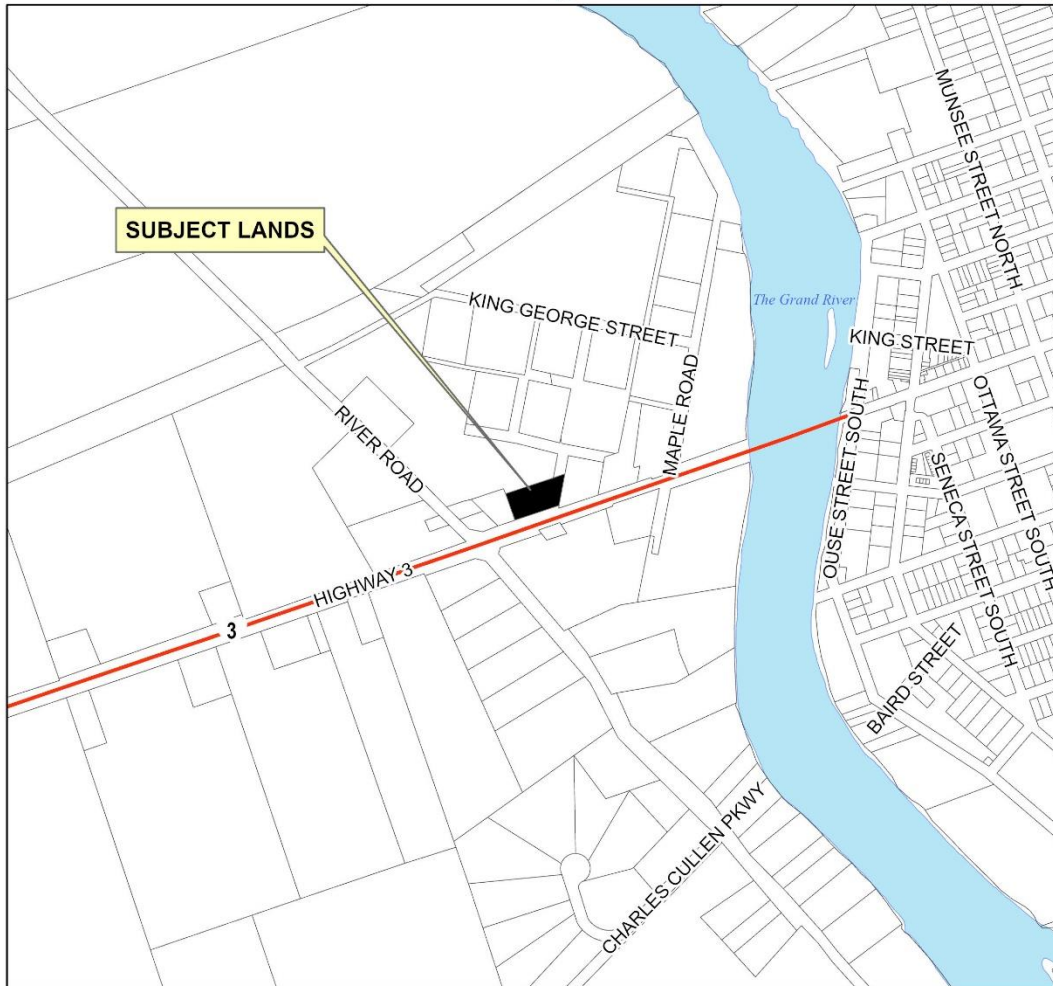 MUNSEE STREET NORTH
SUBJECT LANDS
The Grand River
KING GEORGE STREET
KING STREET
MAPLE ROAD
OTTAWA STREET SOUTH
RIVER ROAD
OUSE STREET SOUTH
SENECA STREET SOUTH
HIGHWAY 3
3
BAIRD STREET
CHARLES CULLEN PKWY